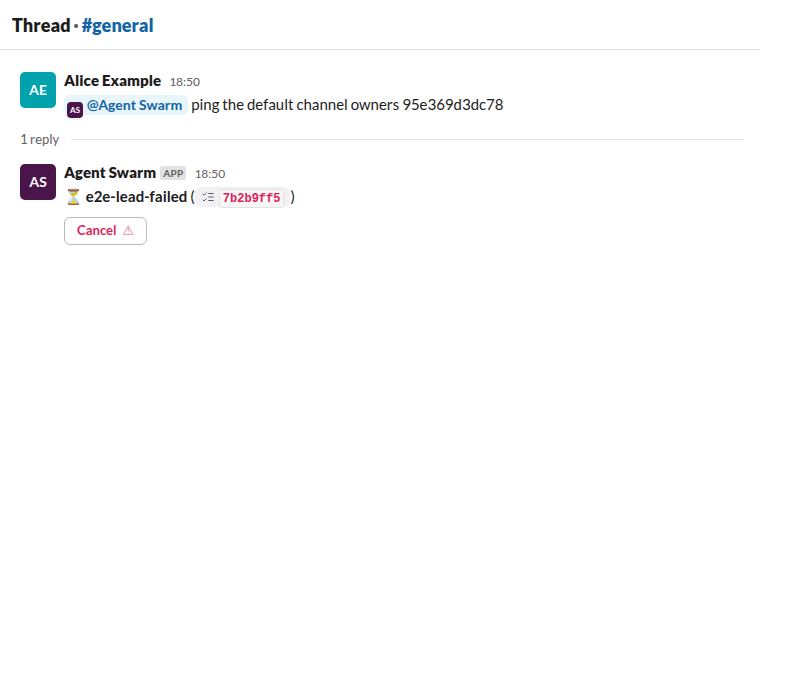 Thread • #general
AE
Alice Example 18:50
AS @Agent Swarm ping the default channel owners 95e369d3dc78
1 reply
AS
Agent Swarm APP 18:50
⏳ e2e-lead-failed ( 7b2b9ff5 )
Cancel ⚠